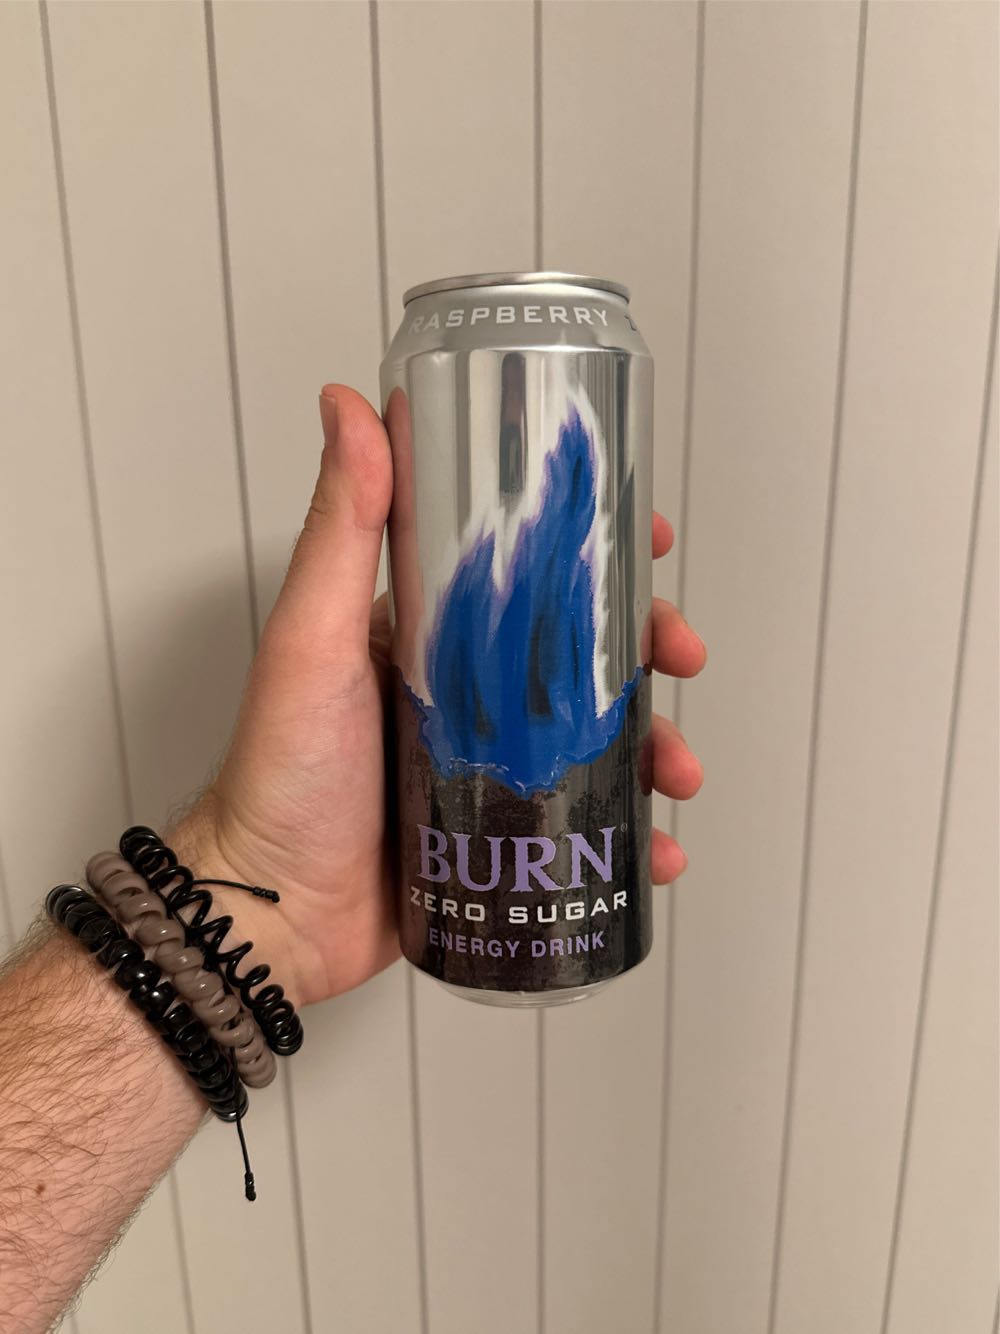 RASPBERRY
BURN®
ZERO SUGAR
ENERGY DRINK